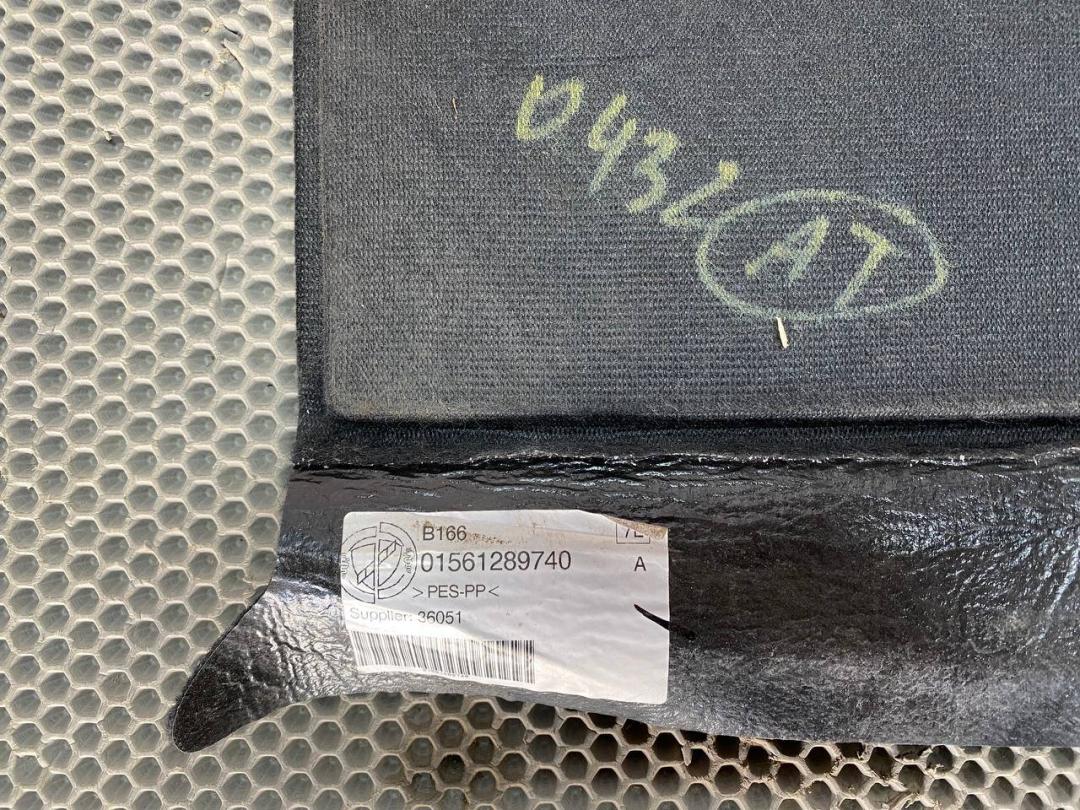 0432 AT
B166
01561289740 A
>PES-PP<
Supplier: 36051